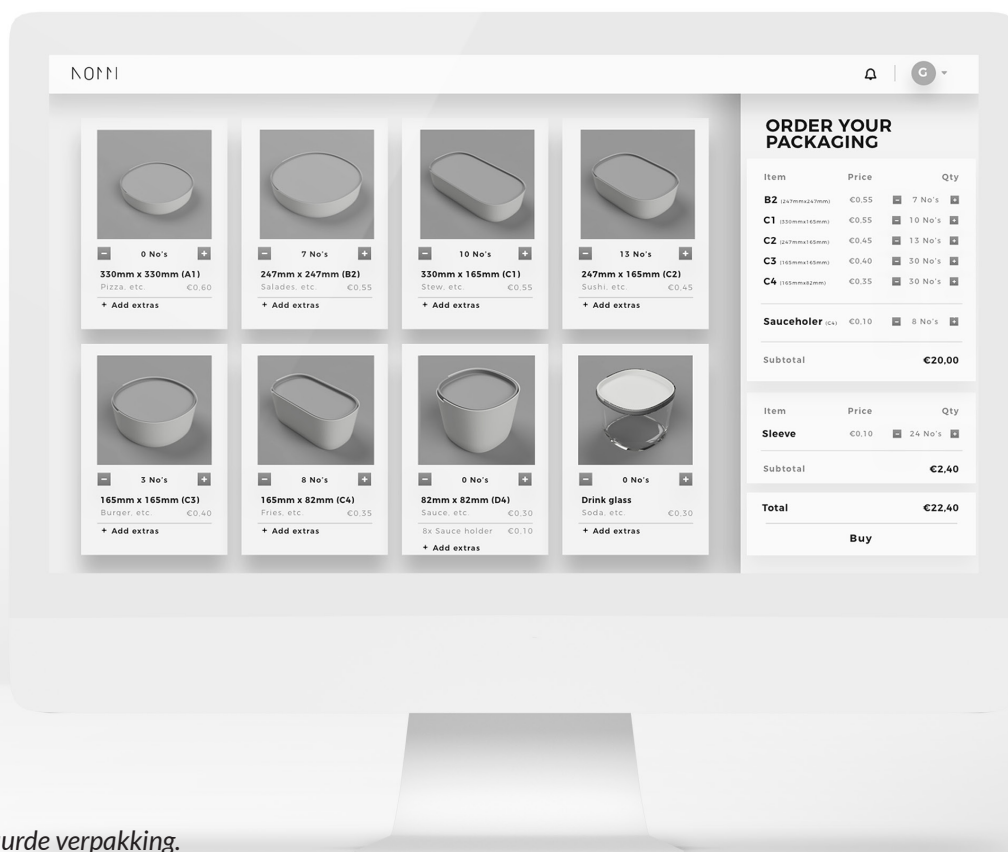 NOMI
G
0 No's
330mm x 330mm (A1)
Pizza, etc. €0,60
+ Add extras
7 No's
247mm x 247mm (B2)
Salades, etc. €0,55
+ Add extras
10 No's
330mm x 165mm (C1)
Stew, etc. €0,55
+ Add extras
13 No's
247mm x 165mm (C2)
Sushi, etc. €0,45
+ Add extras
3 No's
165mm x 165mm (C3)
Burger, etc. €0,40
+ Add extras
8 No's
165mm x 82mm (C4)
Fries, etc. €0,35
+ Add extras
0 No's
82mm x 82mm (D4)
Sauce, etc. €0,30
8x Sauce holder €0,10
+ Add extras
0 No's
Drink glass
Soda, etc. €0,30
+ Add extras
ORDER YOUR
PACKAGING
Item Price Qty
B2 (247mmx247mm) €0,55 7 No's
C1 (330mmx165mm) €0,55 10 No's
C2 (247mmx165mm) €0,45 13 No's
C3 (165mmx165mm) €0,40 30 No's
C4 (165mmx82mm) €0,35 30 No's
Sauceholer (C4) €0,10 8 No's
Subtotal €20,00
Item Price Qty
Sleeve €0,10 24 No's
Subtotal €2,40
Total €22,40
Buy
urde verpakking.